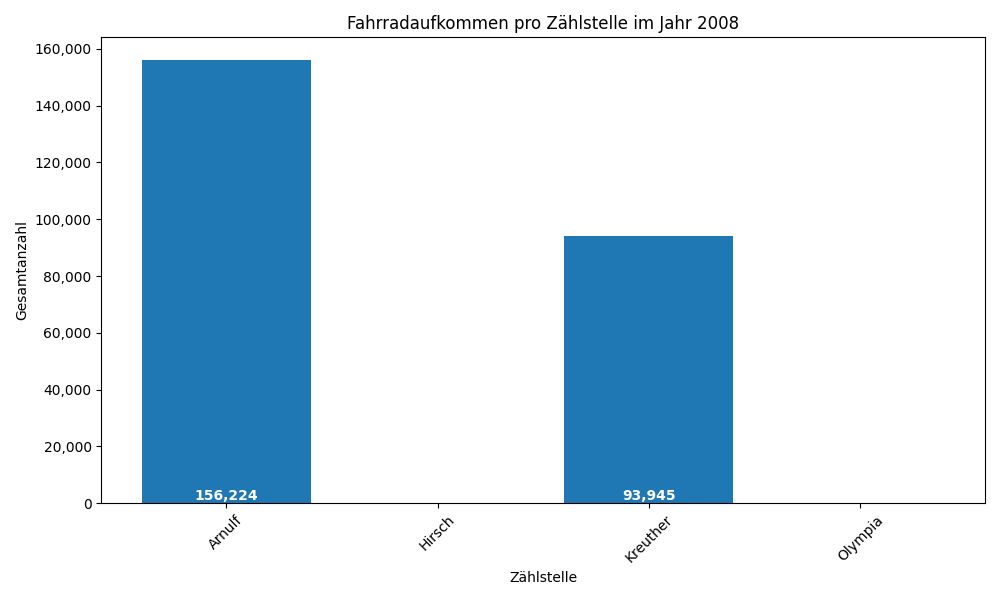 Fahrradaufkommen pro Zählstelle im Jahr 2008
Gesamtanzahl
160,000
140,000
120,000
100,000
80,000
60,000
40,000
20,000
0
156,224
93,945
Arnulf
Hirsch
Kreuther
Olympia
Zählstelle